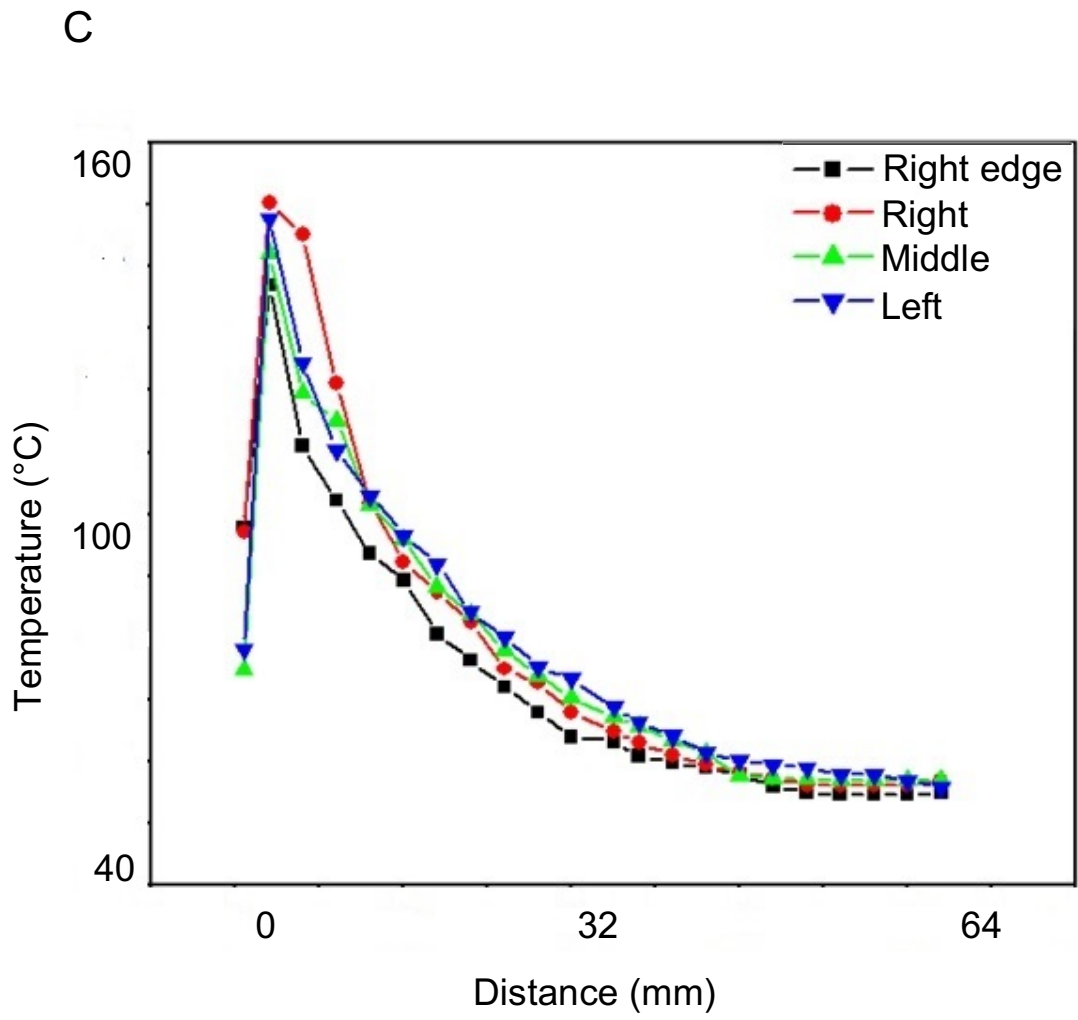 C
160
100
40
Temperature (°C)
Right edge
Right
Middle
Left
0 32 64
Distance (mm)